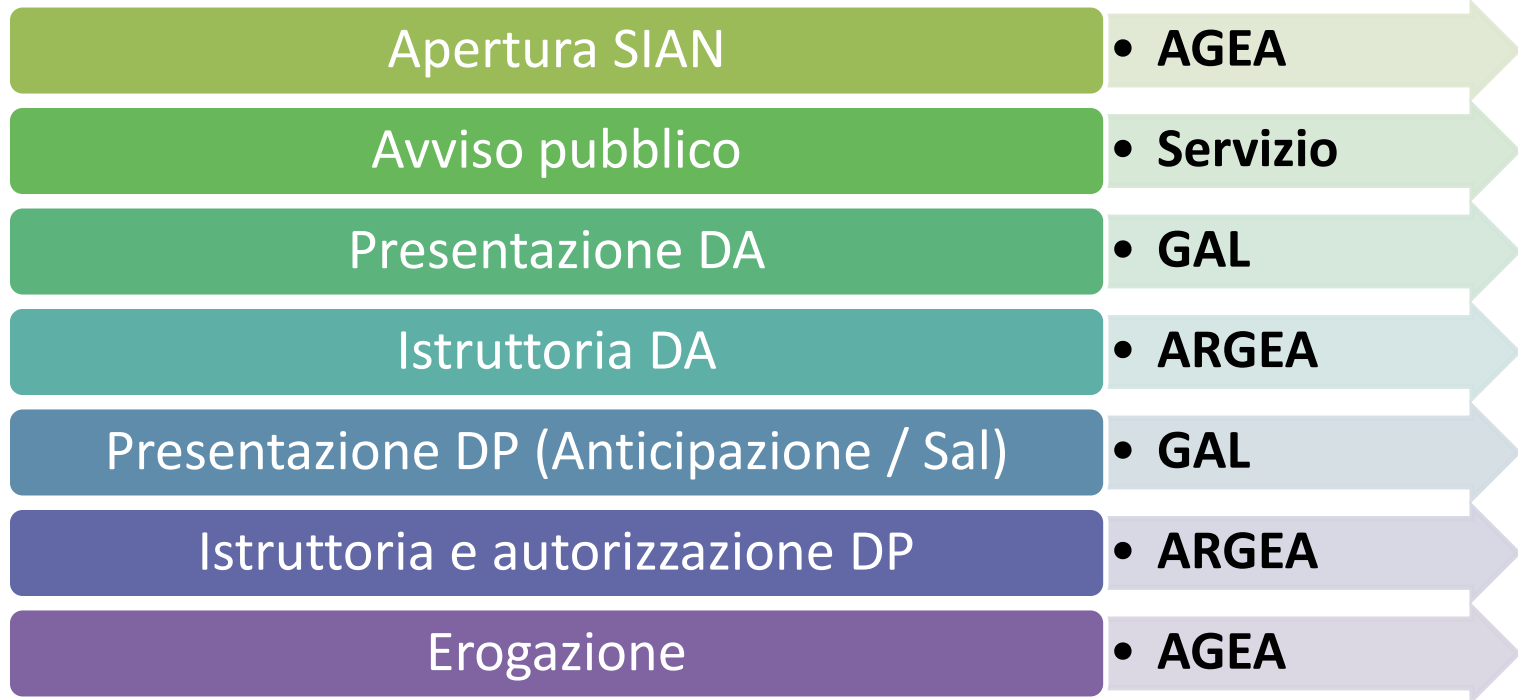 Apertura SIAN
• AGEA
Avviso pubblico
• Servizio
Presentazione DA
• GAL
Istruttoria DA
• ARGEA
Presentazione DP (Anticipazione / Sal)
• GAL
Istruttoria e autorizzazione DP
• ARGEA
Erogazione
• AGEA